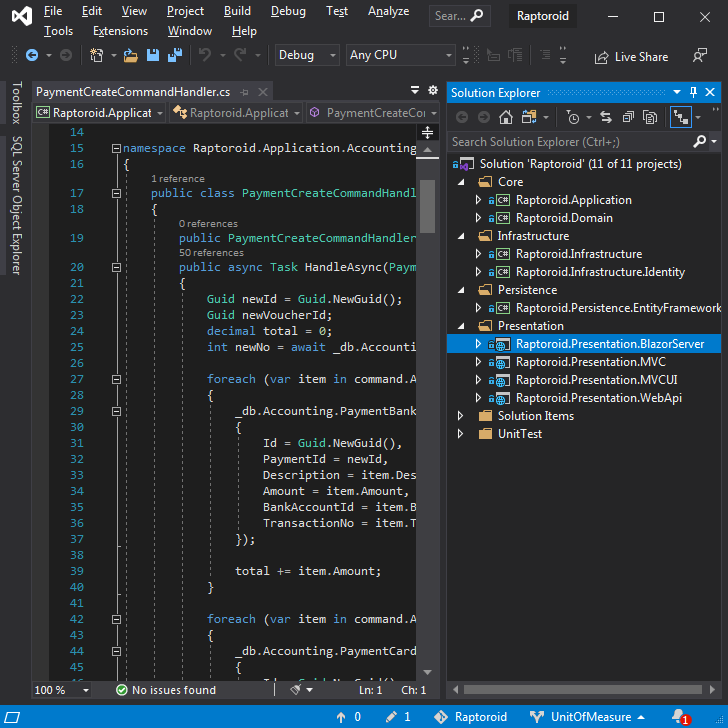 File Edit View Project Build Debug Test Analyze Sear... Raptoroid
Tools Extensions Window Help
Debug Any CPU Live Share
Toolbox
SQL Server Object Explorer
PaymentCreateCommandHandler.cs
C# Raptoroid.Applicat Raptoroid.Applicat PaymentCreateCo
14
15 namespace Raptoroid.Application.Accounting
16 {
1 reference
17 public class PaymentCreateCommandHandl
18 {
0 references
19 public PaymentCreateCommandHandler
50 references
20 public async Task HandleAsync(Paym
21 {
22 Guid newId = Guid.NewGuid();
23 Guid newVoucherId;
24 decimal total = 0;
25 int newNo = await _db.Accounti
26
27 foreach (var item in command.A
28 {
29 _db.Accounting.PaymentBank
30 {
31 Id = Guid.NewGuid(),
32 PaymentId = newId,
33 Description = item.Des
34 Amount = item.Amount,
35 BankAccountId = item.B
36 TransactionNo = item.T
37 });
38
39 total += item.Amount;
40 }
41
42 foreach (var item in command.A
43 {
44 _db.Accounting.PaymentCard
45 {
100 % No issues found Ln: 1 Ch: 1
Solution Explorer
Search Solution Explorer (Ctrl+;)
Solution 'Raptoroid' (11 of 11 projects)
Core
C# Raptoroid.Application
C# Raptoroid.Domain
Infrastructure
C# Raptoroid.Infrastructure
C# Raptoroid.Infrastructure.Identity
Persistence
C# Raptoroid.Persistence.EntityFramework
Presentation
Raptoroid.Presentation.BlazorServer
Raptoroid.Presentation.MVC
Raptoroid.Presentation.MVCUI
Raptoroid.Presentation.WebApi
Solution Items
UnitTest
0 1 Raptoroid UnitOfMeasure 1